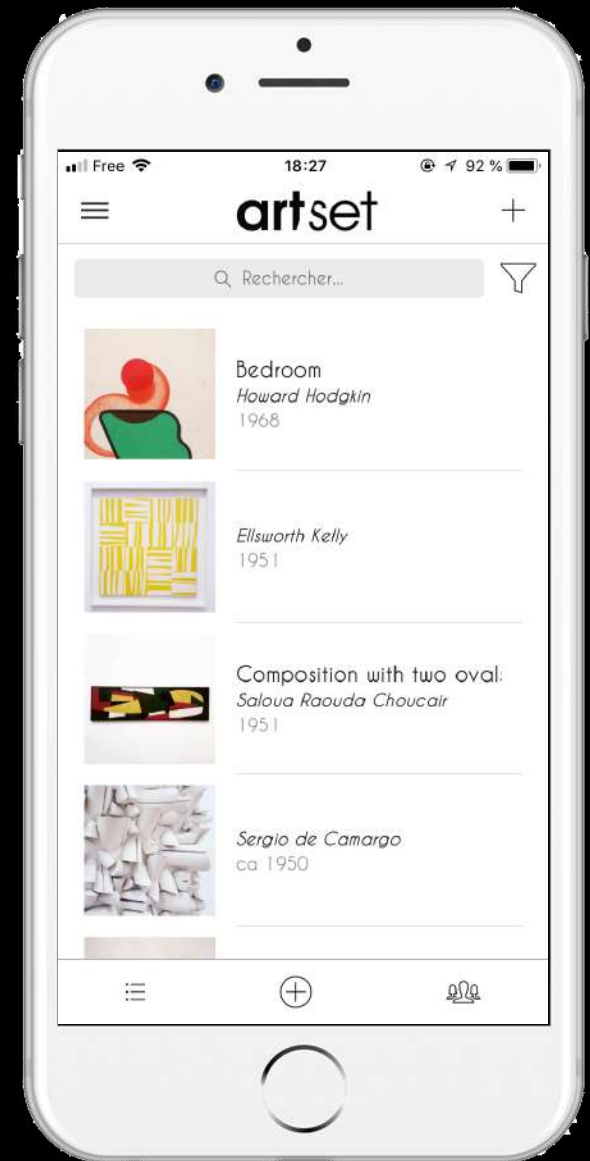 Free 18:27 92 %
artset
Rechercher...
Bedroom
Howard Hodgkin
1968
Ellsworth Kelly
1951
Composition with two oval
Saloua Raouda Choucair
1951
Sergio de Camargo
ca 1950